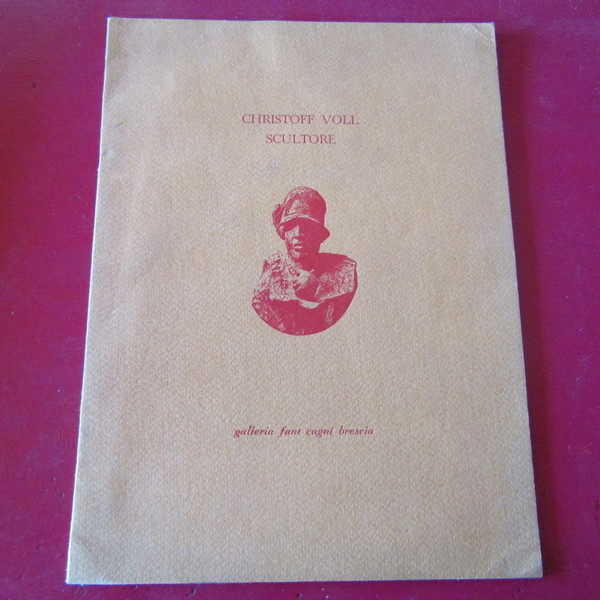 CHRISTOFF VOLL
SCULTORE
galleria fant cagni brescia